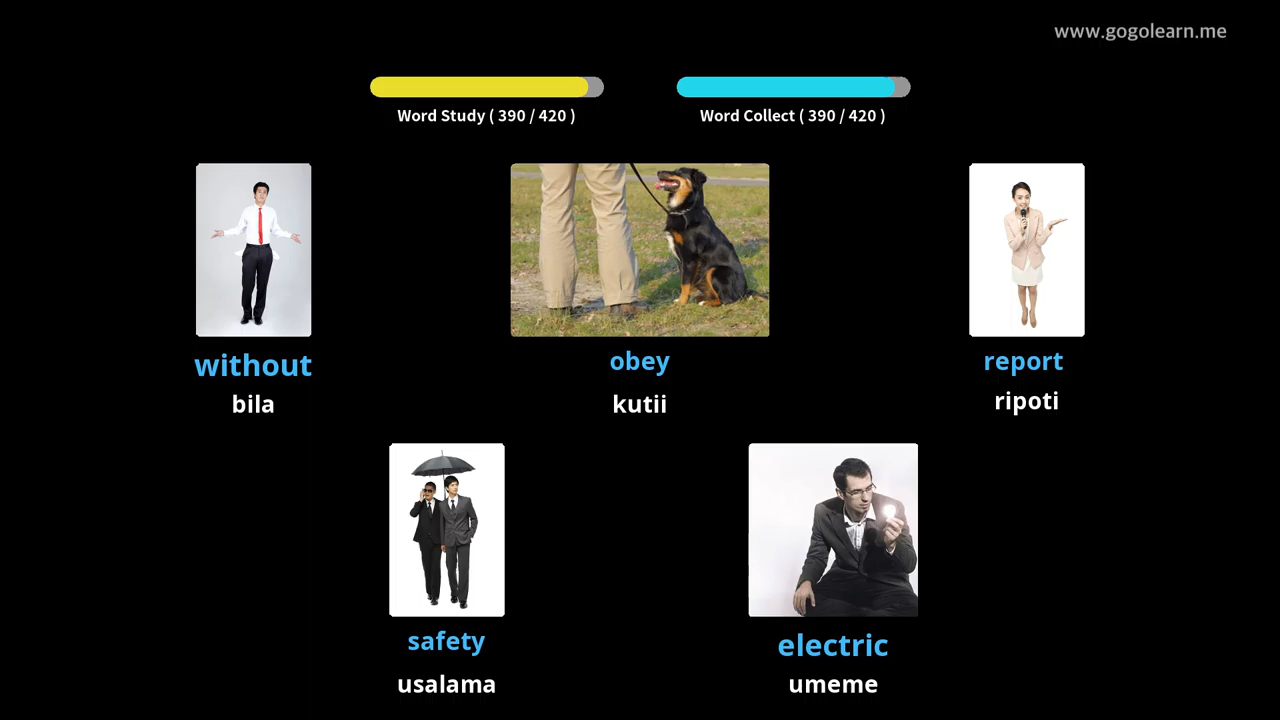 www.gogolearn.me
Word Study ( 390 / 420 )
Word Collect ( 390 / 420 )
without
bila
obey
kutii
report
ripoti
safety
usalama
electric
umeme